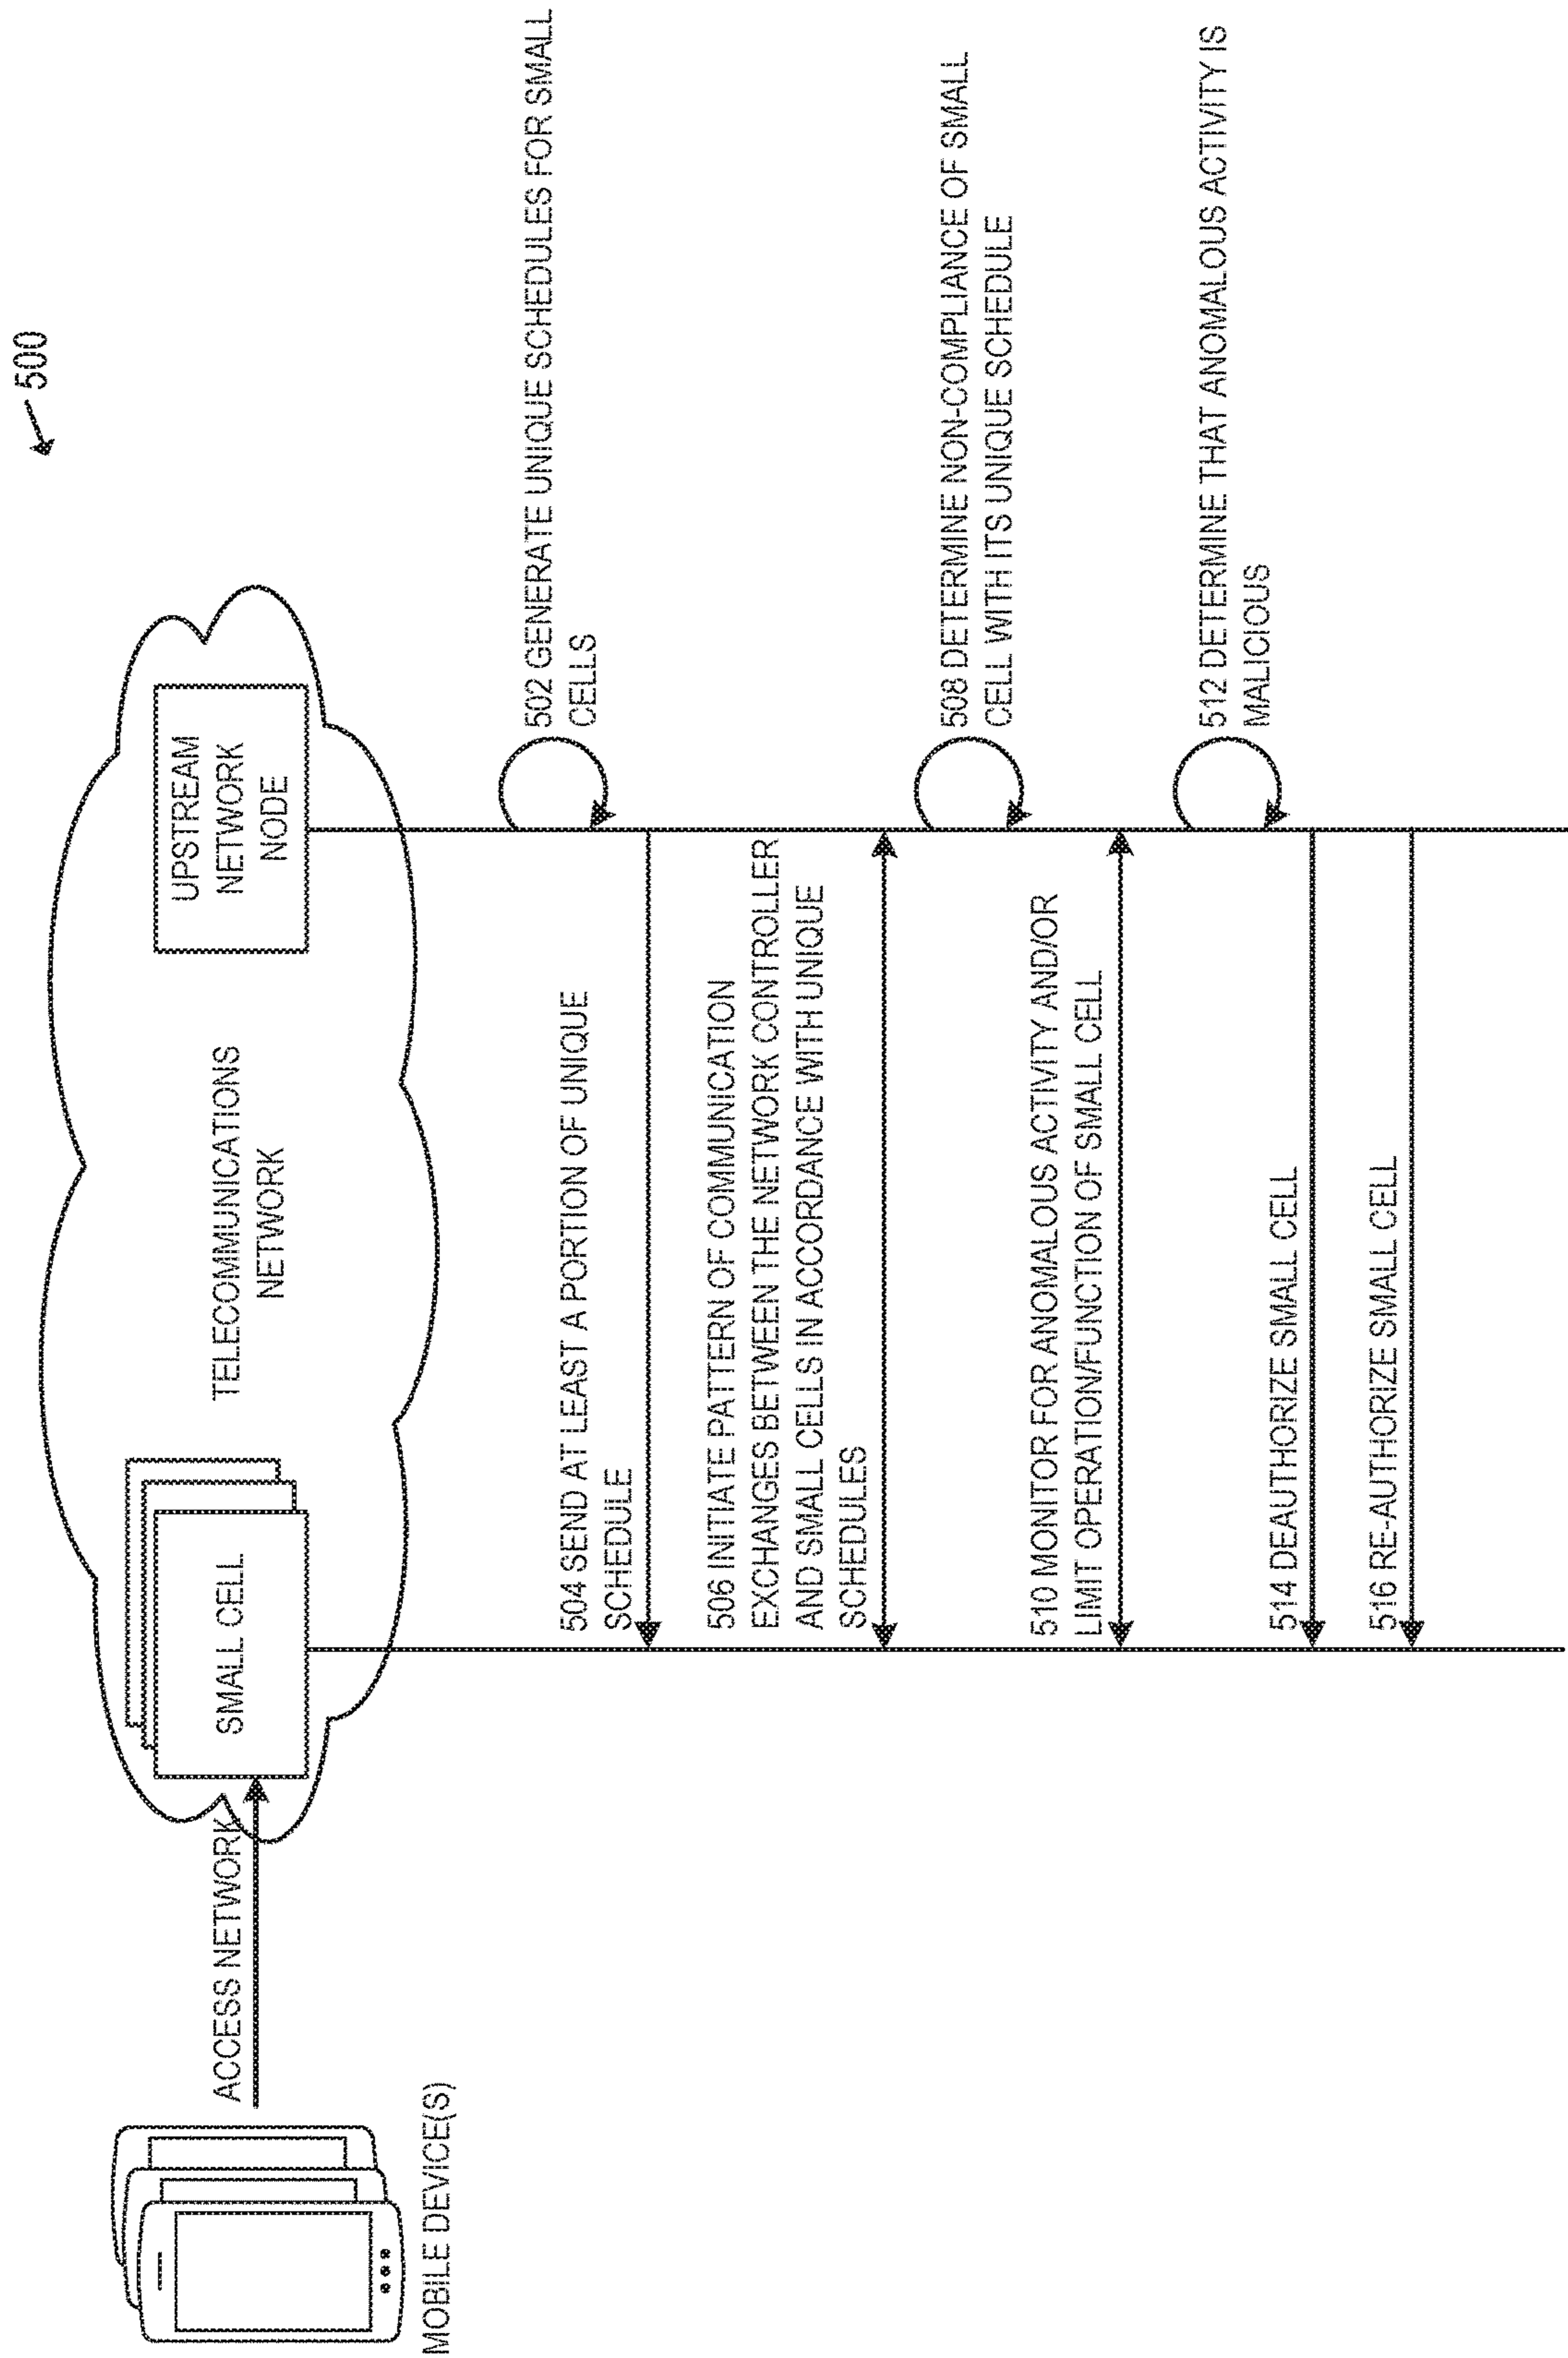 500
UPSTREAM
NETWORK
NODE
TELECOMMUNICATIONS
NETWORK
SMALL CELL
ACCESS NETWORK
MOBILE DEVICE(S)
502 GENERATE UNIQUE SCHEDULES FOR SMALL
CELLS
504 SEND AT LEAST A PORTION OF UNIQUE
SCHEDULE
506 INITIATE PATTERN OF COMMUNICATION
EXCHANGES BETWEEN THE NETWORK CONTROLLER
AND SMALL CELLS IN ACCORDANCE WITH UNIQUE
SCHEDULES
508 DETERMINE NON-COMPLIANCE OF SMALL
CELL WITH ITS UNIQUE SCHEDULE
510 MONITOR FOR ANOMALOUS ACTIVITY AND/OR
LIMIT OPERATION/FUNCTION OF SMALL CELL
512 DETERMINE THAT ANOMALOUS ACTIVITY IS
MALICIOUS
514 DEAUTHORIZE SMALL CELL
516 RE-AUTHORIZE SMALL CELL